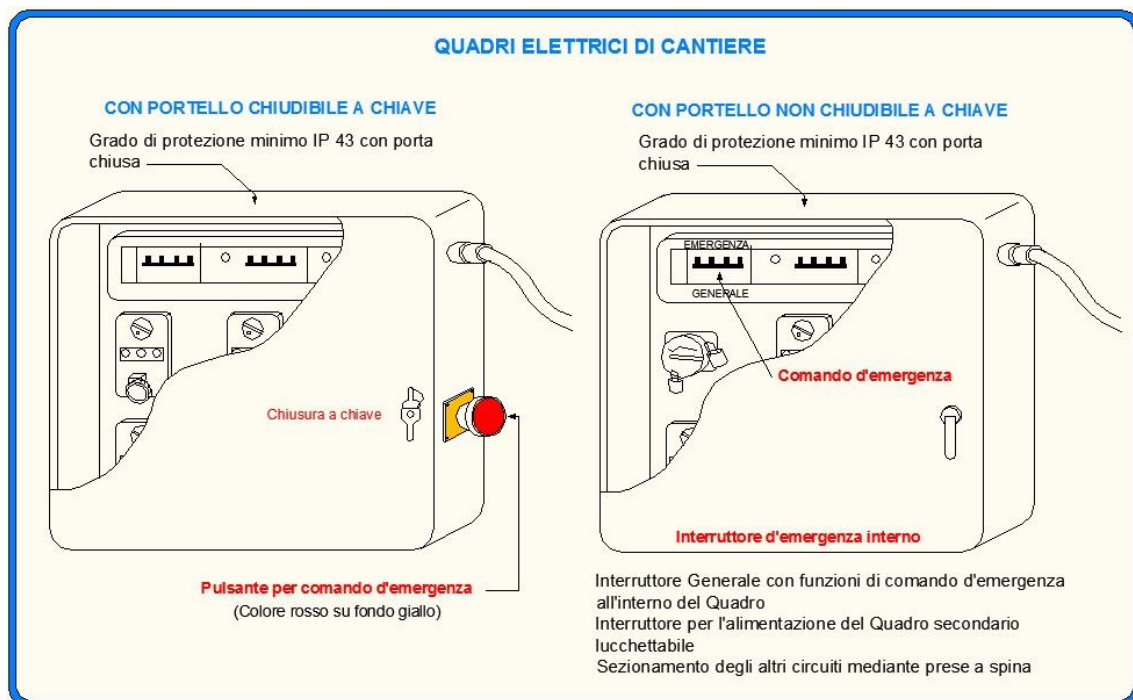 QUADRI ELETTRICI DI CANTIERE
CON PORTELLO CHIUDIBILE A CHIAVE
Grado di protezione minimo IP 43 con porta
chiusa
Chiusura a chiave
Pulsante per comando d'emergenza
(Colore rosso su fondo giallo)
CON PORTELLO NON CHIUDIBILE A CHIAVE
Grado di protezione minimo IP 43 con porta
chiusa
EMERGENZA
GENERALE
Comando d'emergenza
Interruttore d'emergenza interno
Interruttore Generale con funzioni di comando d'emergenza
all'interno del Quadro
Interruttore per l'alimentazione del Quadro secondario
lucchettabile
Sezionamento degli altri circuiti mediante prese a spina